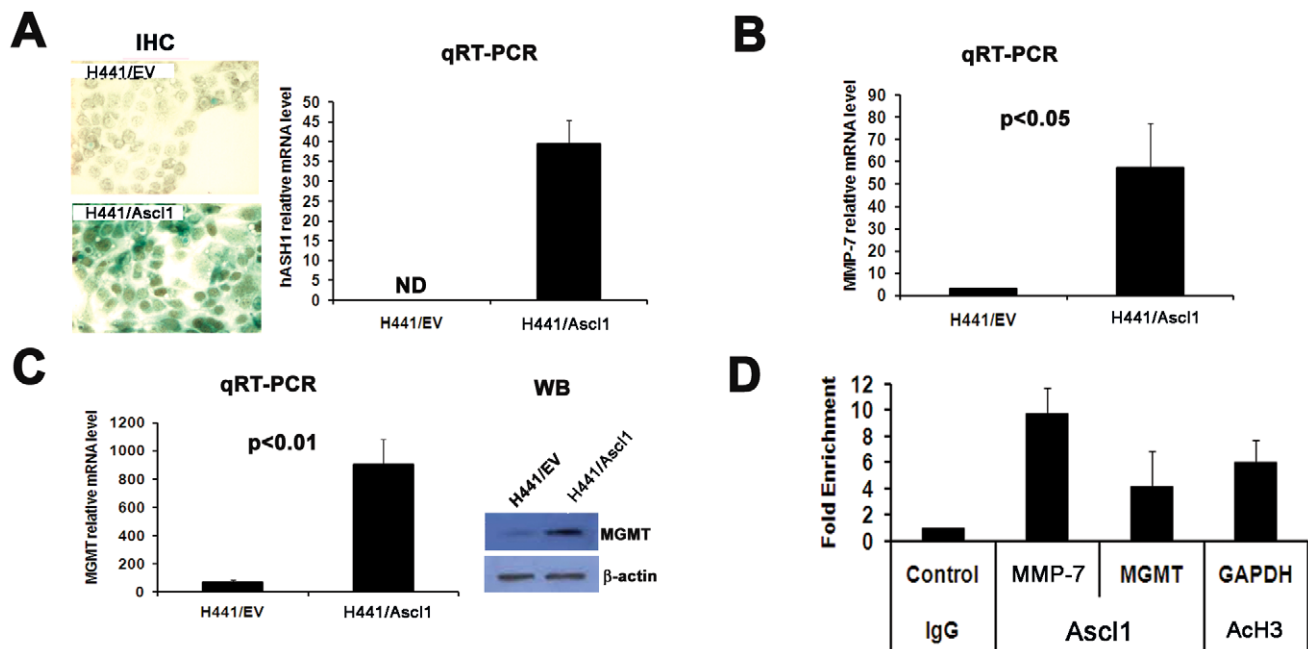 A
IHC
H441/EV
H441/Ascl1
qRT-PCR
hASH1 relative mRNA level
50
45
40
35
30
25
20
15
10
5
0
ND
H441/EV
H441/Ascl1
B
qRT-PCR
MMP-7 relative mRNA level
90
80
70
60
50
40
30
20
10
0
p<0.05
H441/EV
H441/Ascl1
C
qRT-PCR
MGMT relative mRNA level
1200
1000
800
600
400
200
0
p<0.01
H441/EV
H441/Ascl1
WB
H441/EV
H441/Ascl1
MGMT
β-actin
D
Fold Enrichment
12
10
8
6
4
2
0
Control MMP-7 MGMT GAPDH
IgG Ascl1 AcH3